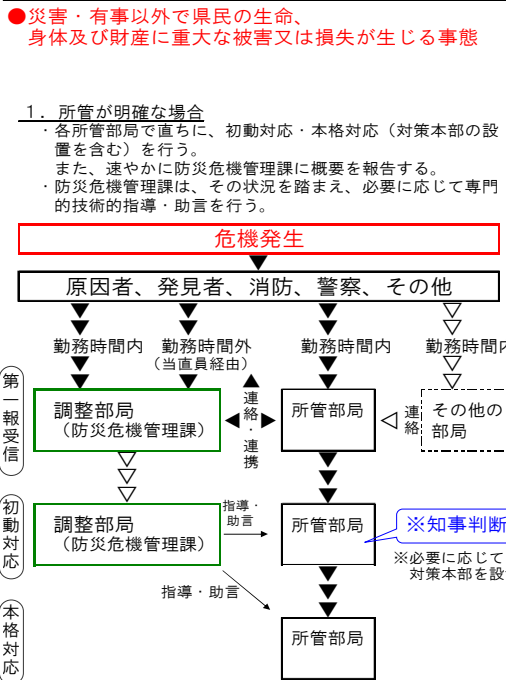 ●災害・有事以外で県民の生命、
身体及び財産に重大な被害又は損失が生じる事態
１．所管が明確な場合
・各所管部局で直ちに、初動対応・本格対応（対策本部の設
置を含む）を行う。
また、速やかに防災危機管理課に概要を報告する。
・防災危機管理課は、その状況を踏まえ、必要に応じて専門
的技術的指導・助言を行う。
危機発生
原因者、発見者、消防、警察、その他
勤務時間内
勤務時間外
（当直員経由）
勤務時間内
勤務時間内
第一報受信
調整部局
（防災危機管理課）
連絡・連携
所管部局
連絡
その他の
部局
初動対応
調整部局
（防災危機管理課）
指導・
助言
所管部局
※知事判断
※必要に応じて
対策本部を設
指導・助言
本格対応
所管部局